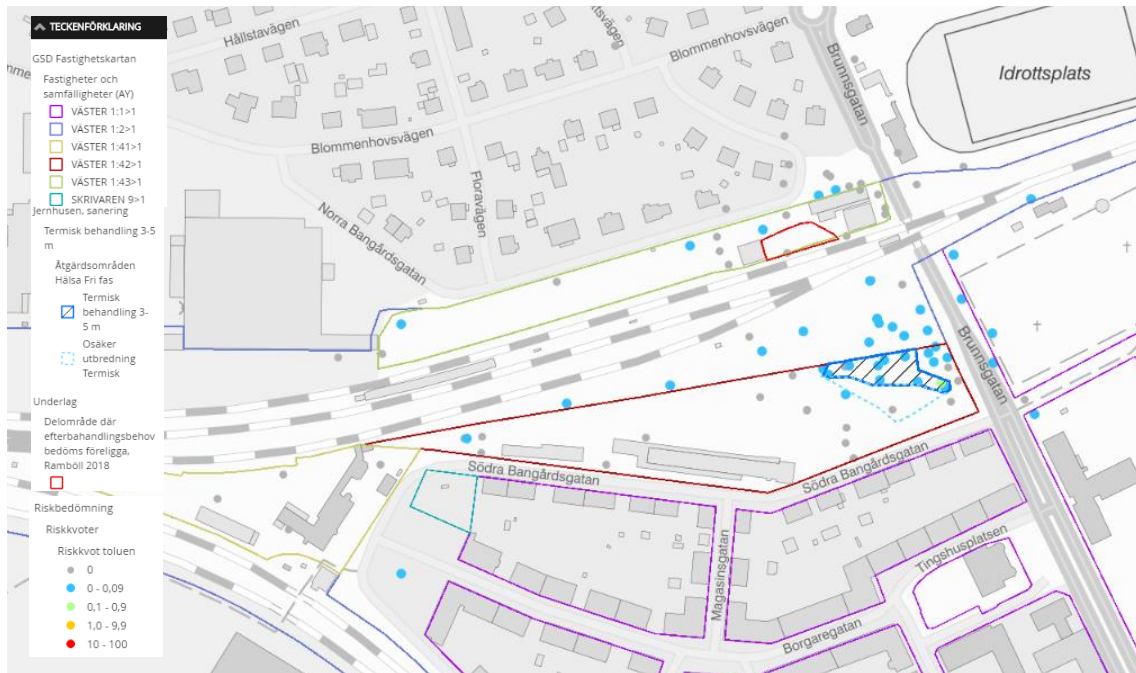 TECKENFÖRKLARING
GSD Fastighetskartan
Fastigheter och
samfälligheter (AY)
VÄSTER 1:1>1
VÄSTER 1:2>1
VÄSTER 1:41>1
VÄSTER 1:42>1
VÄSTER 1:43>1
SKRIVAREN 9>1
Jernhusen, sanering
Termisk behandling 3-5
m
Åtgärdsområden
Hälsa Fri fas
Termisk
behandling 3-
5 m
Osäker
utbredning
Termisk
Underlag
Delområde där
efterbehandlingsbehov
bedöms föreligga,
Ramböll 2018
Riskbedömning
Riskkvoter
Riskkvot toluen
0
0 - 0,09
0,1 - 0,9
1,0 - 9,9
10 - 100
Hållstavägen
Blommenhovsvägen
Brunnsgatan
Idrottsplats
Blommenhovsvägen
Floravägen
Norra Bangårdsgatan
Brunnsgatan
Södra Bangårdsgatan
Södra Bangårdsgatan
Magasinsgatan
Tingshusplatsen
Borgaregatan